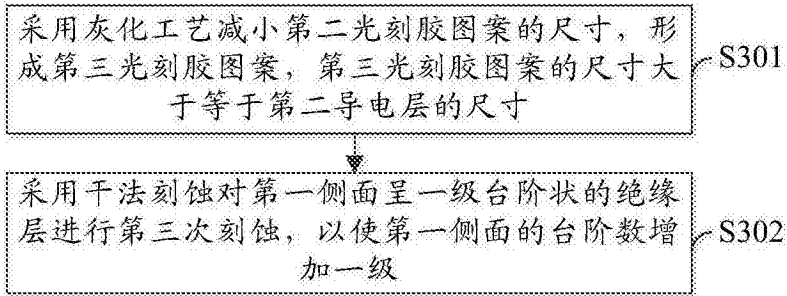 采用灰化工艺减小第二光刻胶图案的尺寸，形
成第三光刻胶图案，第三光刻胶图案的尺寸大
于等于第二导电层的尺寸
S301
采用干法刻蚀对第一侧面呈一级台阶状的绝缘
层进行第三次刻蚀，以使第一侧面的台阶数增
加一级
S302